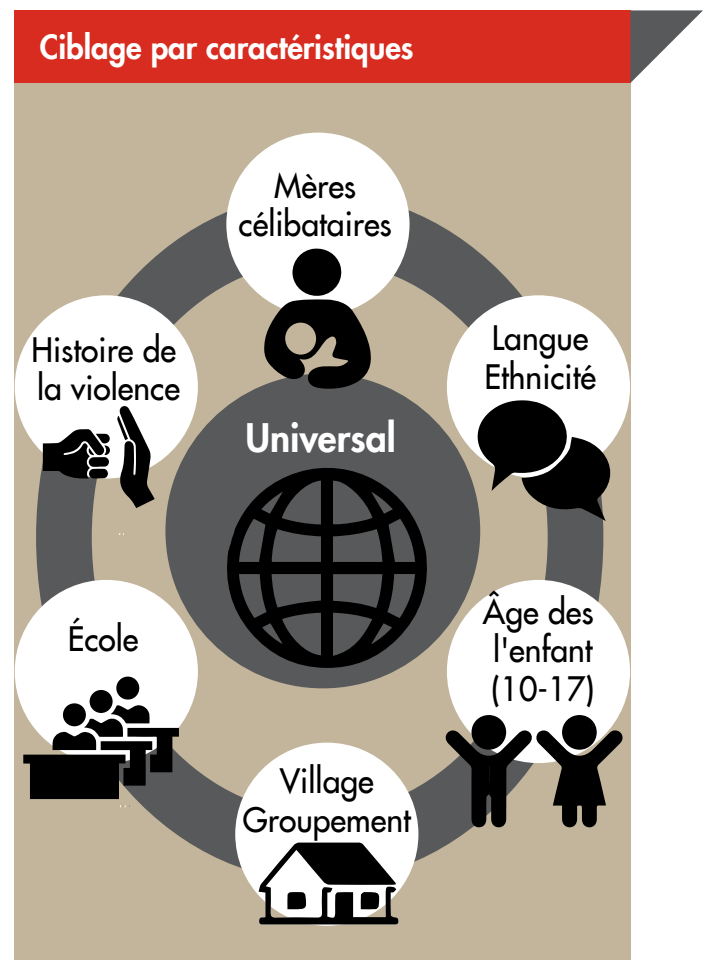 Ciblage par caractéristiques
Mères
célibataires
Histoire de
la violence
Langue
Ethnicité
Universal
École
Âge des
l'enfant
(10-17)
Village
Groupement